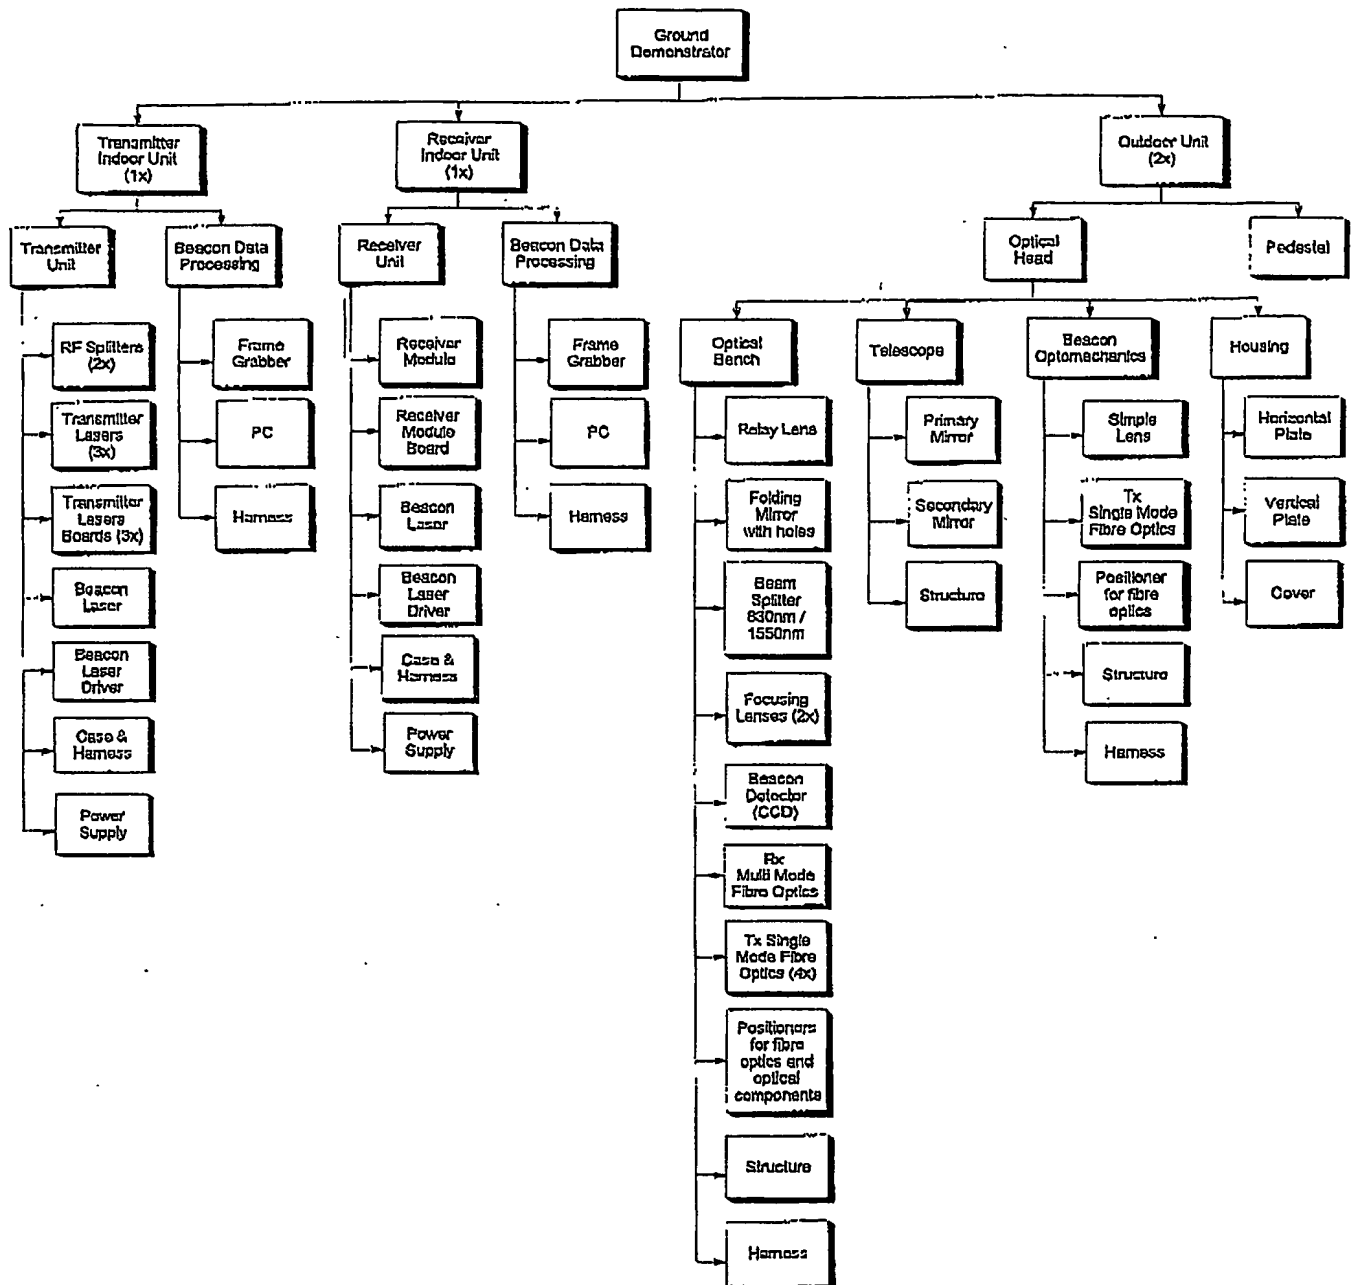 Ground
Demonstrator
Transmitter
Indoor Unit
(1x)
Receiver
Indoor Unit
(1x)
Outdoor Unit
(2x)
Transmitter
Unit
Beacon Data
Processing
Receiver
Unit
Beacon Data
Processing
Optical
Head
Pedestal
RF Splitters
(2x)
Transmitter
Lasers
(3x)
Transmitter
Lasers
Boards (3x)
Beacon
Laser
Beacon
Laser
Driver
Case &
Harness
Power
Supply
Frame
Grabber
PC
Harness
Receiver
Module
Receiver
Module
Board
Beacon
Laser
Beacon
Laser
Driver
Case &
Harness
Power
Supply
Frame
Grabber
PC
Harness
Optical
Bench
Telescope
Beacon
Optomechanics
Housing
Relay Lens
Folding
Mirror
with holes
Beam
Splitter
830nm /
1550nm
Focusing
Lenses (2x)
Beacon
Detector
(CCD)
Rx
Multi Mode
Fibre Optics
Tx Single
Mode Fibre
Optics (4x)
Positioners
for fibre
optics and
optical
components
Structure
Harness
Primary
Mirror
Secondary
Mirror
Structure
Simple
Lens
Tx
Single Mode
Fibre Optics
Positioner
for fibre
optics
Structure
Harness
Horizontal
Plate
Vertical
Plate
Cover